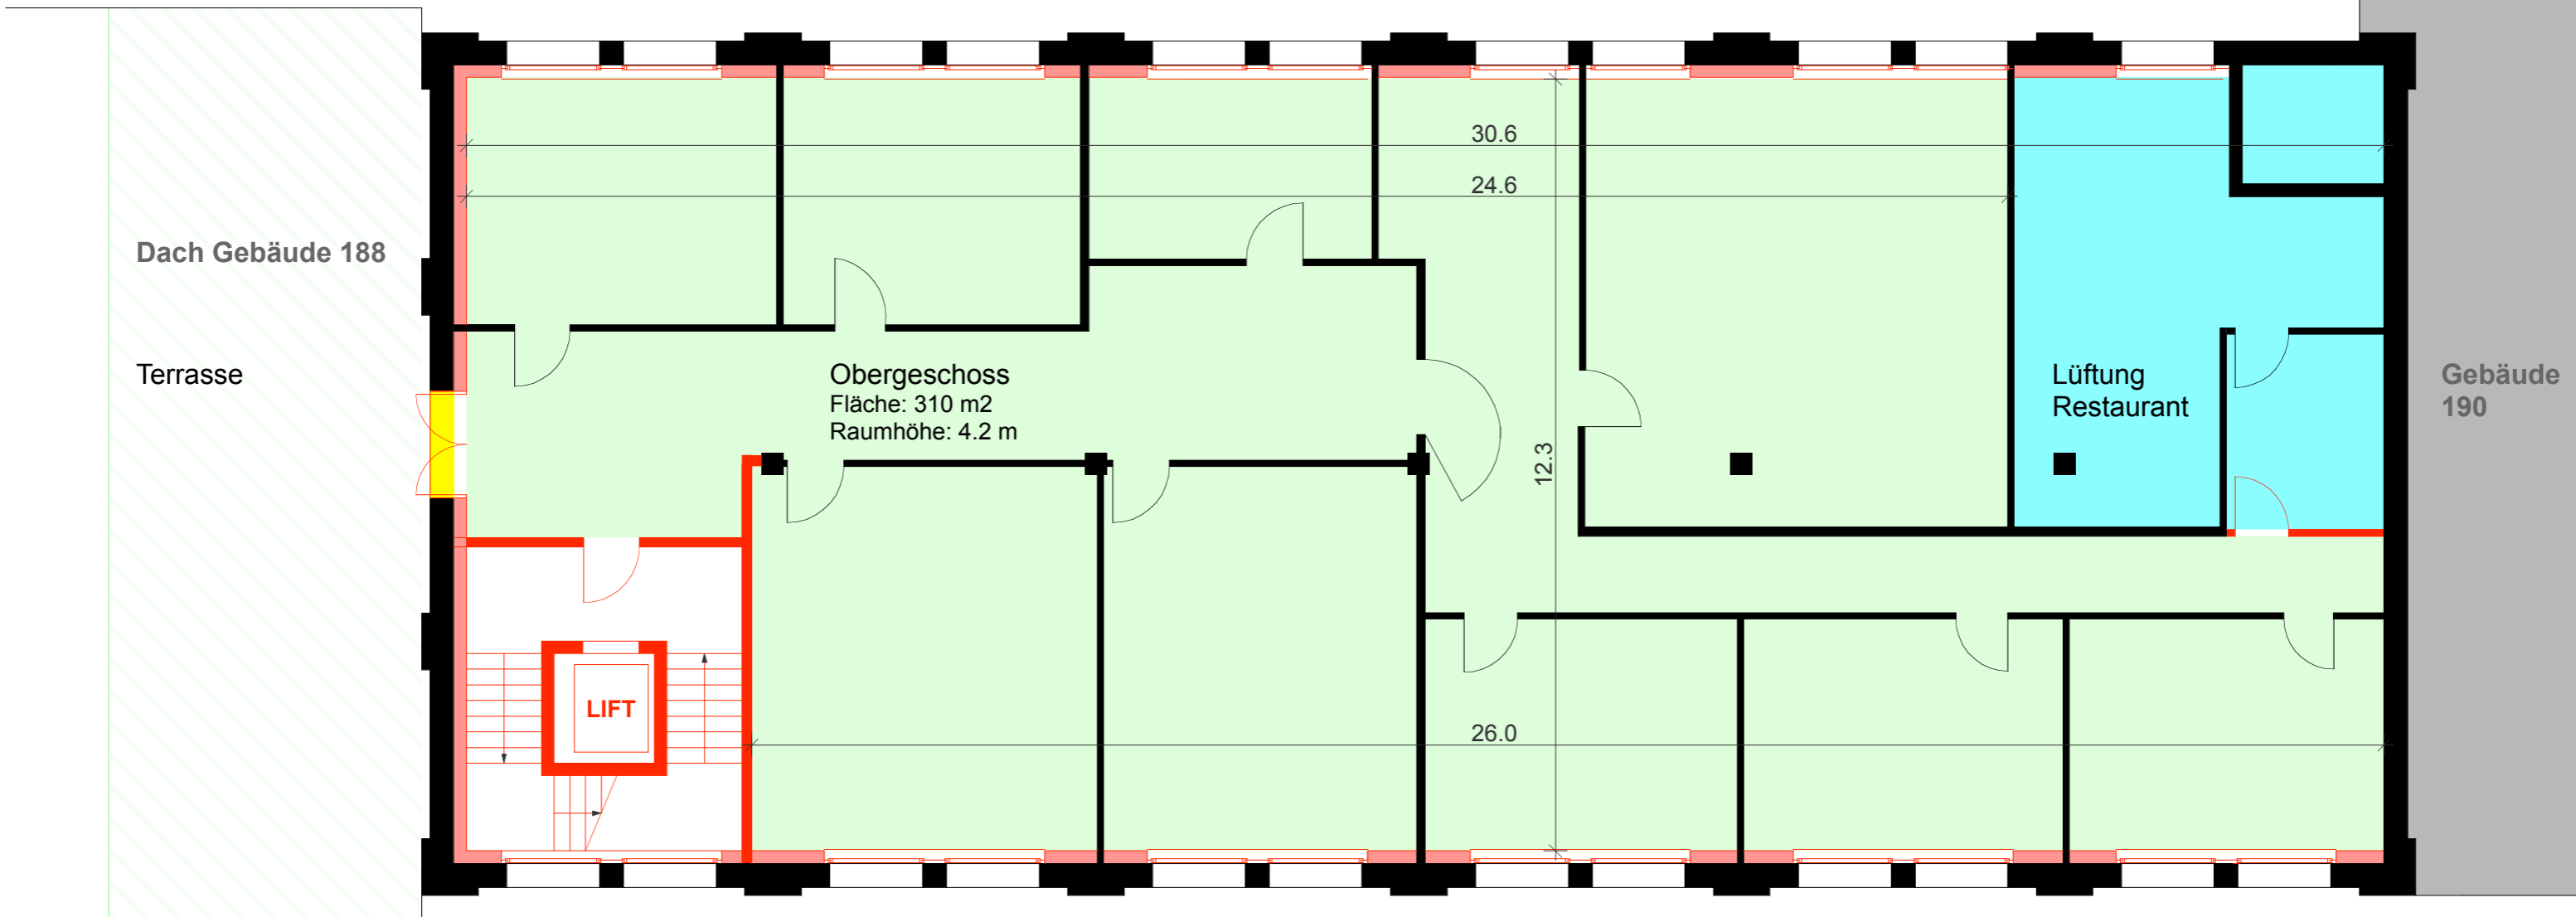 30.6
24.6
Dach Gebäude 188
Terrasse
Obergeschoss
Fläche: 310 m2
Raumhöhe: 4.2 m
Lüftung
Restaurant
Gebäude
190
12.3
LIFT
26.0